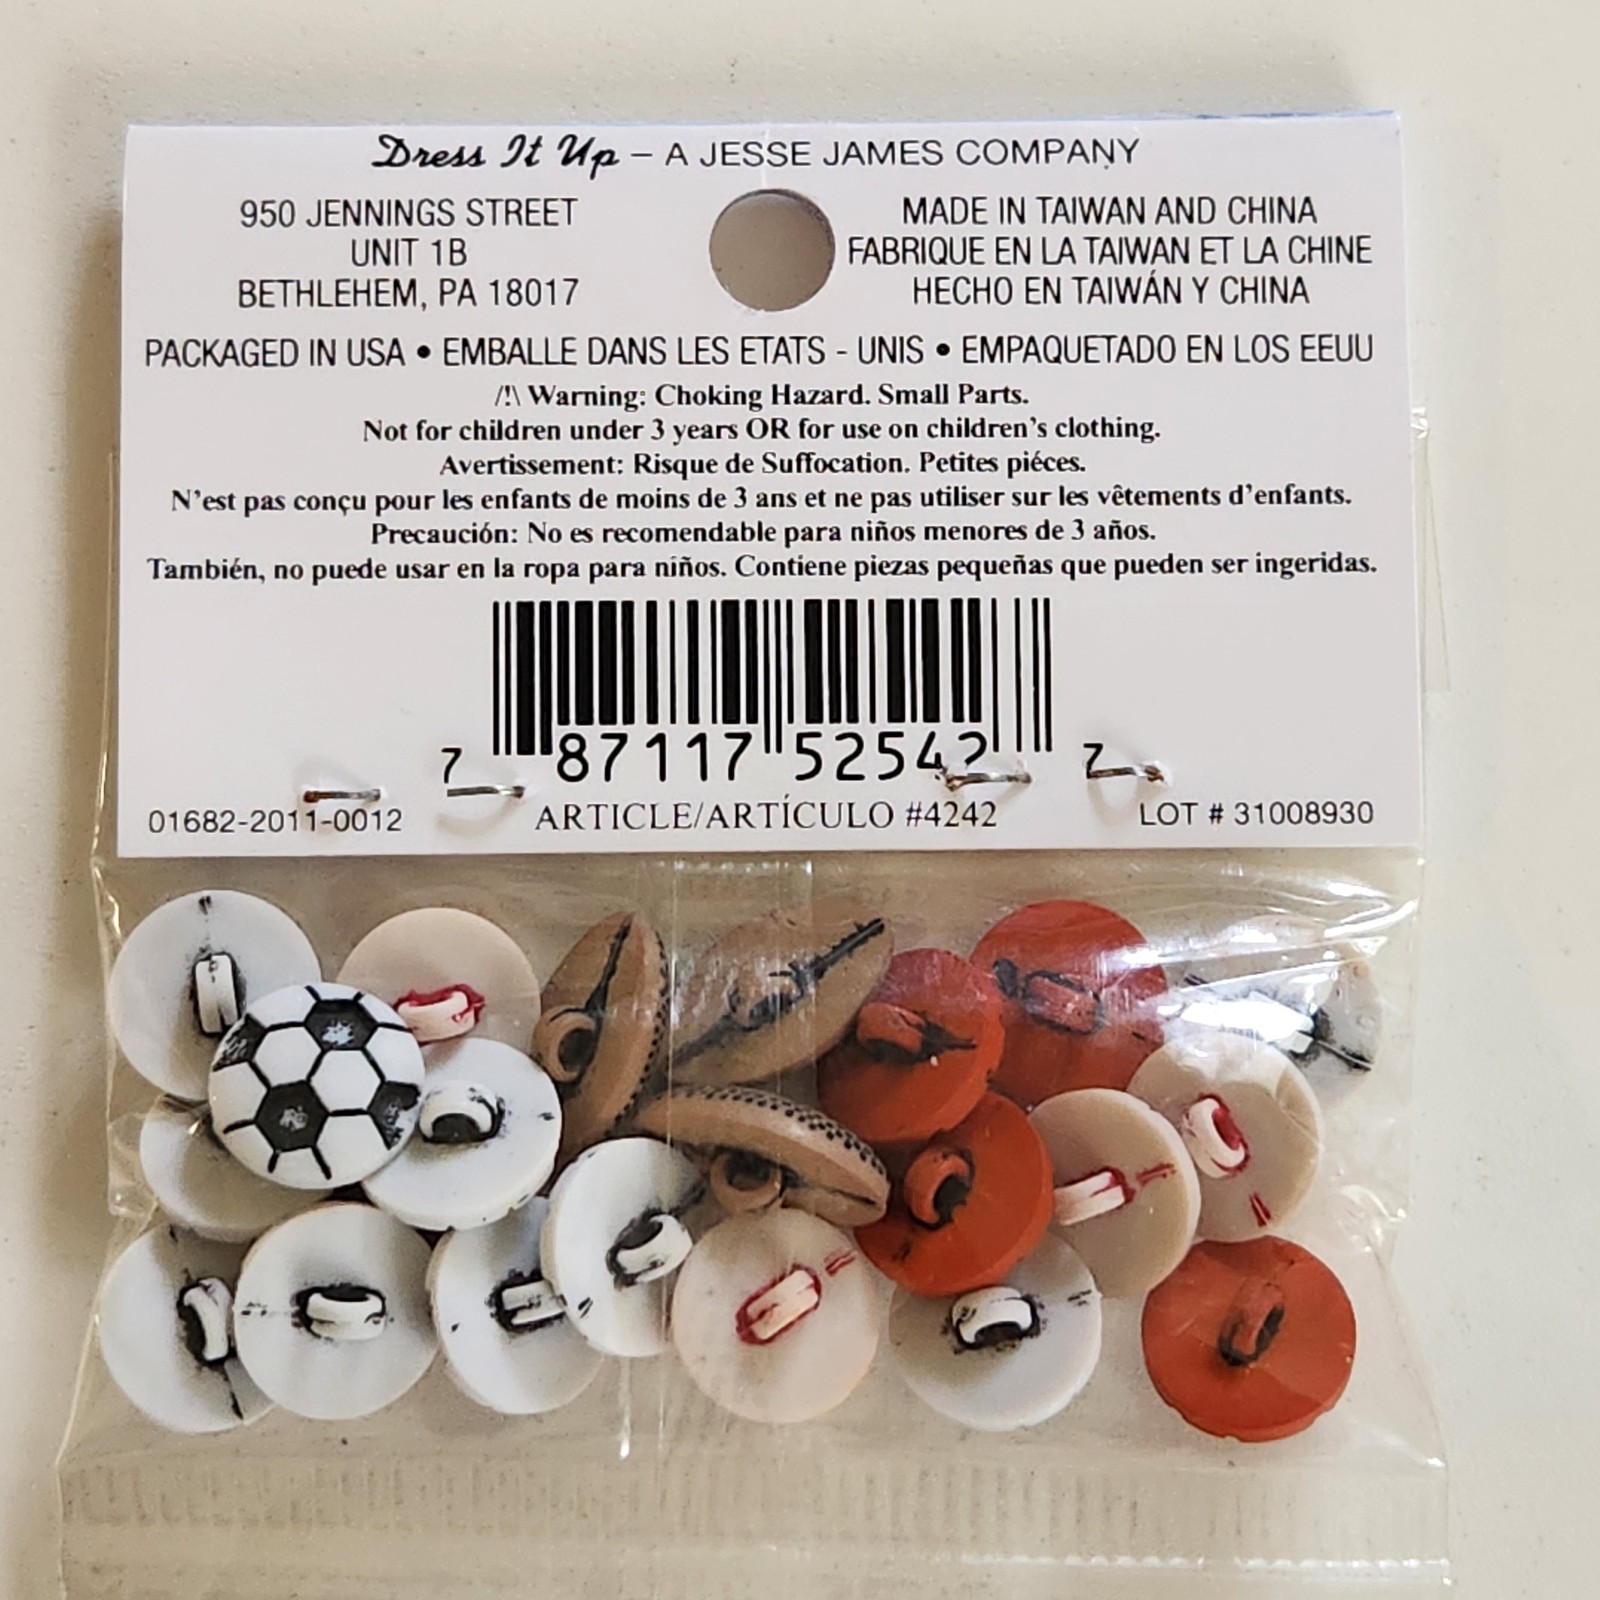 Dress It Up – A JESSE JAMES COMPANY
950 JENNINGS STREET
UNIT 1B
BETHLEHEM, PA 18017
MADE IN TAIWAN AND CHINA
FABRIQUE EN LA TAIWAN ET LA CHINE
HECHO EN TAIWÁN Y CHINA
PACKAGED IN USA • EMBALLE DANS LES ETATS - UNIS • EMPAQUETADO EN LOS EEUU
/!\ Warning: Choking Hazard. Small Parts.
Not for children under 3 years OR for use on children's clothing.
Avertissement: Risque de Suffocation. Petites piéces.
N'est pas conçu pour les enfants de moins de 3 ans et ne pas utiliser sur les vêtements d'enfants.
Precaución: No es recomendable para niños menores de 3 años.
También, no puede usar en la ropa para niños. Contiene piezas pequeñas que pueden ser ingeridas.
7 87117 52542 7
01682-2011-0012
ARTICLE/ARTÍCULO #4242
LOT # 31008930